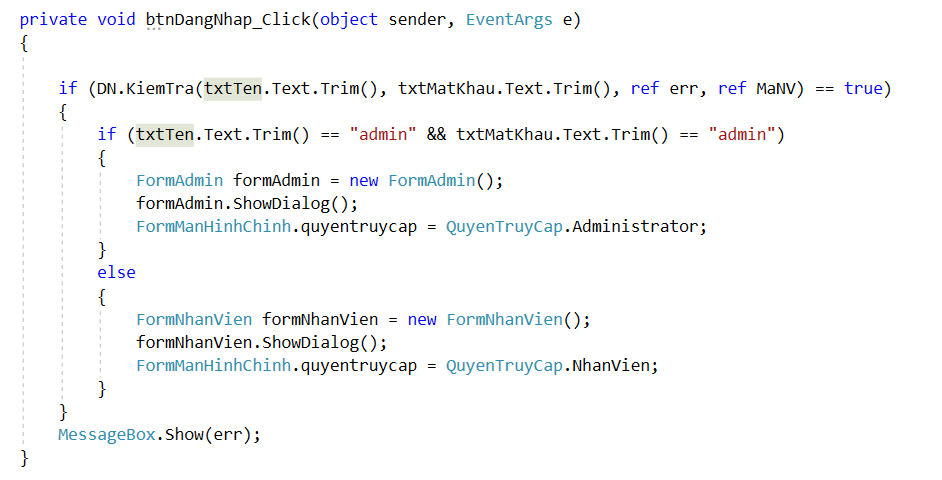 private void btnDangNhap_Click(object sender, EventArgs e)
{
if (DN.KiemTra(txtTen.Text.Trim(), txtMatKhau.Text.Trim(), ref err, ref MaNV) == true)
{
if (txtTen.Text.Trim() == "admin" && txtMatKhau.Text.Trim() == "admin")
{
FormAdmin formAdmin = new FormAdmin();
formAdmin.ShowDialog();
FormManHinhChinh.quyentruycap = QuyenTruyCap.Administrator;
}
else
{
FormNhanVien formNhanVien = new FormNhanVien();
formNhanVien.ShowDialog();
FormManHinhChinh.quyentruycap = QuyenTruyCap.NhanVien;
}
}
MessageBox.Show(err);
}